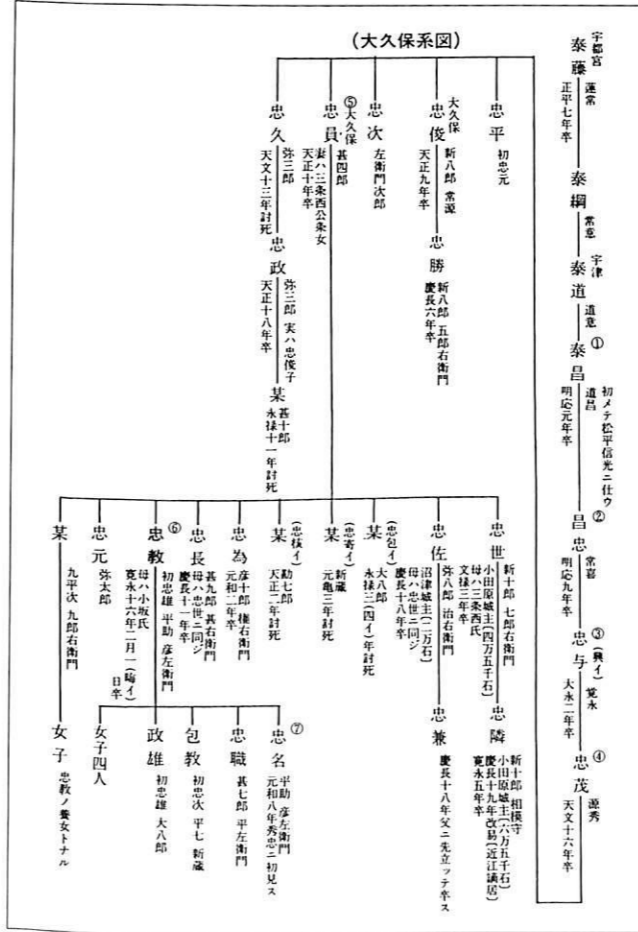 (大久保系図)
宇都宮
泰藤
蓮常
正平七年卒
泰綱
常意
宇津
泰道
道意
①
泰昌
初メテ松平信光ニ仕ウ
道昌
明応元年卒
②
昌忠
常喜
明応九年卒
③
忠与
(興イ)
覚永
大永二年卒
④
忠茂
源秀
天文十六年卒
忠平
初忠元
大久保
忠俊
新八郎 常源
天正九年卒
忠勝
新八郎 五郎右衛門
慶長六年卒
忠次
左衛門次郎
⑤大久保
忠員
甚四郎
妻ハ三条西公条女
天正十年卒
忠久
弥三郎
天文十三年討死
忠政
弥三郎 実ハ忠俊子
天正十八年卒
某
甚十郎
永禄十一年討死
忠世
新十郎 七郎右衛門
小田原城主(四万五千石)
母ハ三条西氏
文禄三年卒
忠隣
新十郎 相模守
小田原城主(六万五千石)
慶長十九年改易(近江謫居)
寛永五年卒
忠佐
弥八郎 治右衛門
沼津城主(二万石)
母ハ忠世ニ同ジ
慶長十八年卒
忠兼
慶長十八年父ニ先立ッテ卒ス
(忠包イ)
某
大八郎
永禄三(四イ)年討死
(忠寄イ)
某
新蔵
元亀三年討死
(忠核イ)
某
勘七郎
天正二年討死
忠為
彦十郎 権右衛門
元和二年卒
忠長
甚九郎 甚右衛門
母ハ忠世ニ同ジ
慶長十一年卒
⑥
忠教
初忠雄 平助 彦左衛門
母ハ小坂氏
寛永十六年二月一(晦イ)
日卒
忠元
弥太郎
某
九平次 九郎右衛門
⑦
忠名
平助 彦左衛門
元和八年秀忠ニ初見ス
忠職
甚七郎 平左衛門
包教
初忠次 平七 新蔵
政雄
初忠雄 大八郎
女子四人
女子
忠教ノ養女トナル